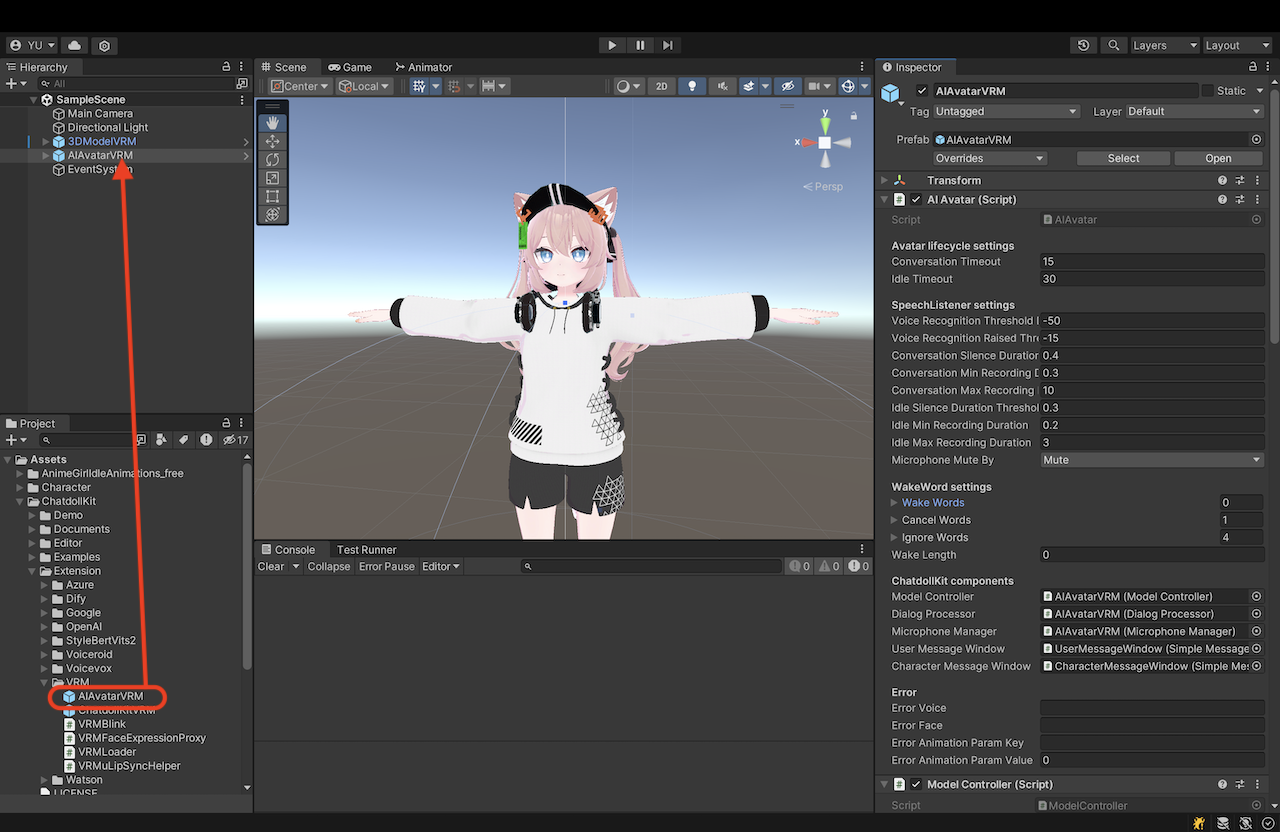 YU
Layers
Layout
Hierarchy
All
SampleScene
Main Camera
Directional Light
3DModelVRM
AIAvatarVRM
EventSystem
Project
17
Assets
AnimeGirlIdleAnimations_free
Character
ChatdollKit
Demo
Documents
Editor
Examples
Extension
Azure
Dify
Google
OpenAI
StyleBertVits2
Voiceroid
Voicevox
VRM
AIAvatarVRM
ChatdollKitVRM
VRMBlink
VRMFaceExpressionProxy
VRMLoader
VRMuLipSyncHelper
Watson
LICENSE
Scene
Game
Animator
Center
Local
2D
y
x
Persp
Console
Test Runner
Clear
Collapse
Error Pause
Editor
0
0
0
Inspector
AIAvatarVRM
Static
Tag
Untagged
Layer
Default
Prefab
AIAvatarVRM
Overrides
Select
Open
Transform
AI Avatar (Script)
Script
AIAvatar
Avatar lifecycle settings
Conversation Timeout
15
Idle Timeout
30
SpeechListener settings
Voice Recognition Threshold
-50
Voice Recognition Raised Thre
-15
Conversation Silence Duration
0.4
Conversation Min Recording D
0.3
Conversation Max Recording
10
Idle Silence Duration Threshol
0.3
Idle Min Recording Duration
0.2
Idle Max Recording Duration
3
Microphone Mute By
Mute
WakeWord settings
Wake Words
0
Cancel Words
1
Ignore Words
4
Wake Length
0
ChatdollKit components
Model Controller
AIAvatarVRM (Model Controller)
Dialog Processor
AIAvatarVRM (Dialog Processor)
Microphone Manager
AIAvatarVRM (Microphone Manager)
User Message Window
UserMessageWindow (Simple Message
Character Message Window
CharacterMessageWindow (Simple Mes
Error
Error Voice
Error Face
Error Animation Param Key
Error Animation Param Value
0
Model Controller (Script)
Script
ModelController